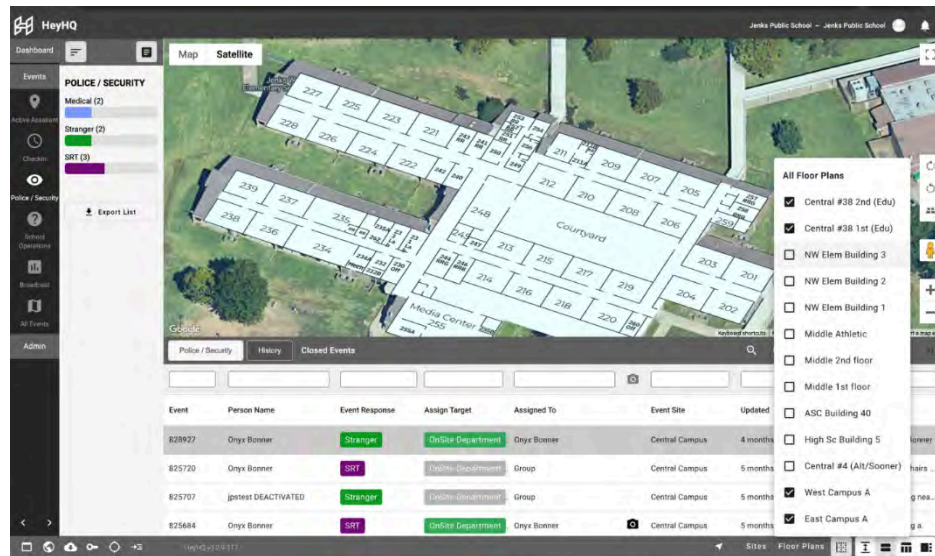 HeyHQ
Jenks Public School – Jenks Public School
Dashboard
Events
Active Assailant
Checkin
Police / Security
School Operations
Broadcast
All Events
Admin
POLICE / SECURITY
Medical (2)
Stranger (2)
SRT (3)
Export List
Map Satellite
227
225
223
221
228
226
224
222
242 240
211
209
207
205
212
210
208
206
239
237
235
238
236
234
248
Courtyard
213
215
217
219
214
216
218
220
203
201
204
202
259
Media Center
255
Google
Keyboard shortcuts
All Floor Plans
Central #38 2nd (Edu)
Central #38 1st (Edu)
NW Elem Building 3
NW Elem Building 2
NW Elem Building 1
Middle Athletic
Middle 2nd floor
Middle 1st floor
ASC Building 40
High Sc Building 5
Central #4 (Alt/Sooner)
West Campus A
East Campus A
Police / Security History Closed Events
Event Person Name Event Response Assign Target Assigned To Event Site Updated
828927 Onyx Bonner Stranger OnSite Department Onyx Bonner Central Campus 4 months
825720 Onyx Bonner SRT OnSite Department Group Central Campus 5 months
825707 jpstest DEACTIVATED Stranger OnSite Department Group Central Campus 5 months
825684 Onyx Bonner SRT OnSite Department Onyx Bonner Central Campus 5 months
Sites Floor Plans